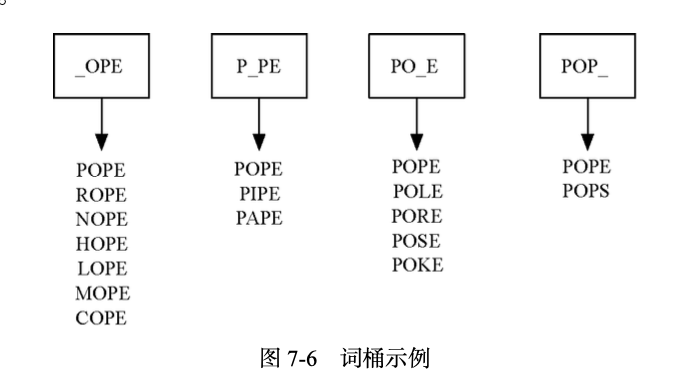 。
_OPE
P_PE
PO_E
POP_
POPE
ROPE
NOPE
HOPE
LOPE
MOPE
COPE
POPE
PIPE
PAPE
POPE
POLE
PORE
POSE
POKE
POPE
POPS
图 7-6 词桶示例